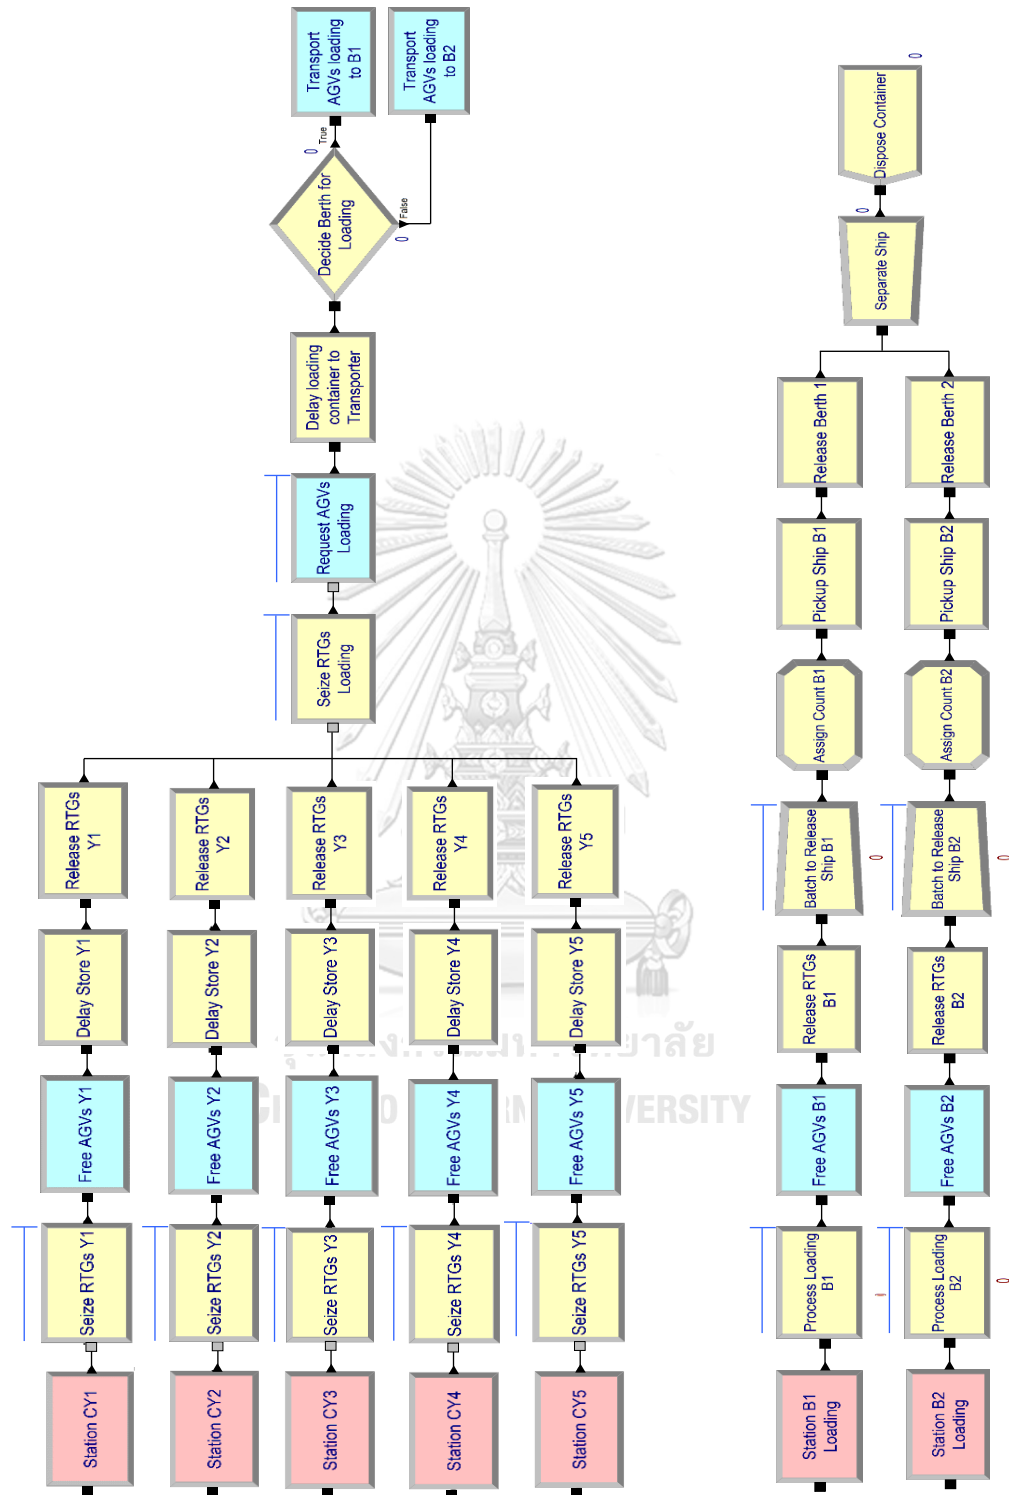 Station CY1
Seize RTGs Y1
Free AGVs Y1
Delay Store Y1
Release RTGs
Y1
Station CY2
Seize RTGs Y2
Free AGVs Y2
Delay Store Y2
Release RTGs
Y2
Station CY3
Seize RTGs Y3
Free AGVs Y3
Delay Store Y3
Release RTGs
Y3
Station CY4
Seize RTGs Y4
Free AGVs Y4
Delay Store Y4
Release RTGs
Y4
Station CY5
Seize RTGs Y5
Free AGVs Y5
Delay Store Y5
Release RTGs
Y5
Seize RTGs
Loading
Request AGVs
Loading
Delay loading
container to
Transporter
Decide Berth for
Loading
0
True
0
False
Transport
AGVs loading
to B1
Transport
AGVs loading
to B2
Station B1
Loading
Process Loading
B1
Free AGVs B1
Release RTGs
B1
Batch to Release
Ship B1
0
Assign Count B1
Pickup Ship B1
Release Berth 1
Station B2
Loading
Process Loading
B2
0
Free AGVs B2
Release RTGs
B2
Batch to Release
Ship B2
0
Assign Count B2
Pickup Ship B2
Release Berth 2
Separate Ship
0
Dispose Container
0